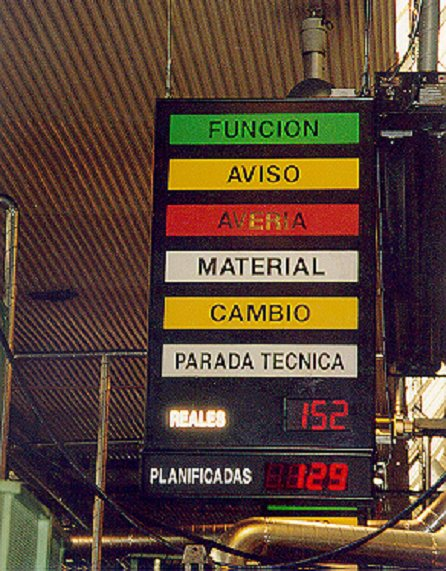 FUNCION
AVISO
AVERIA
MATERIAL
CAMBIO
PARADA TECNICA
REALES 152
PLANIFICADAS 129